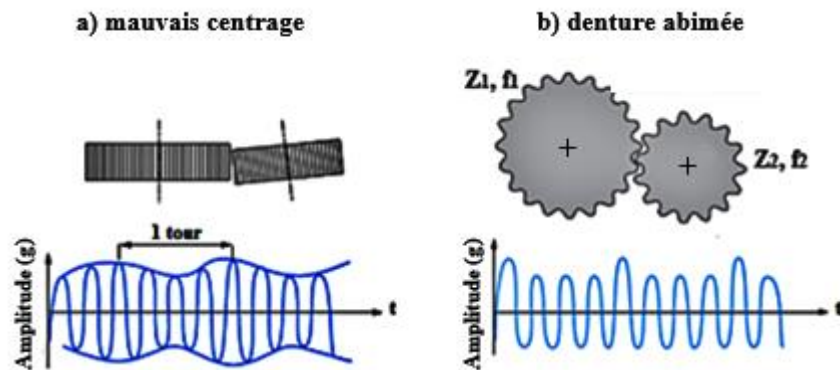 a) mauvais centrage
b) denture abimée
Z1, f1
Z2, f2
1 tour
Amplitude (g)
t
Amplitude (g)
t